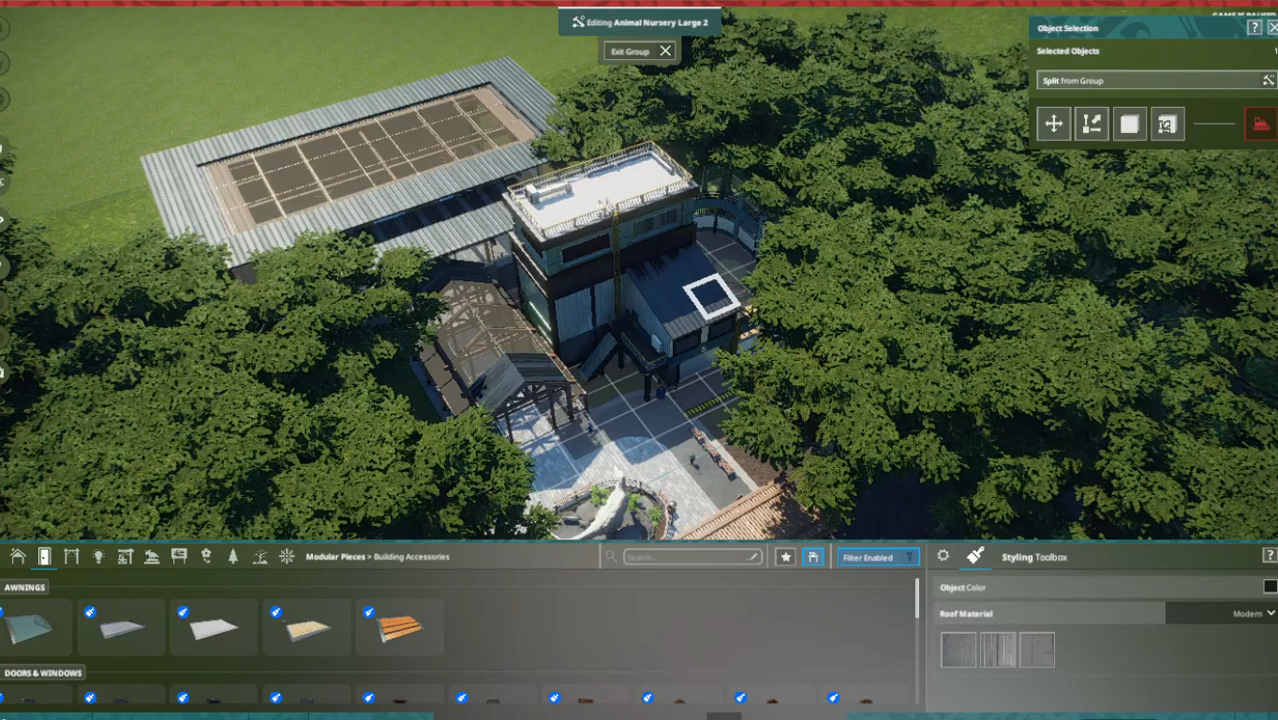 Editing Animal Nursery Large 2
Exit Group
Object Selection
?
Selected Objects
1
Split from Group
Modular Pieces > Building Accessories
Search...
Filter Enabled
Styling Toolbox
?
AWNINGS
Object Color
Roof Material
Modern
DOORS & WINDOWS